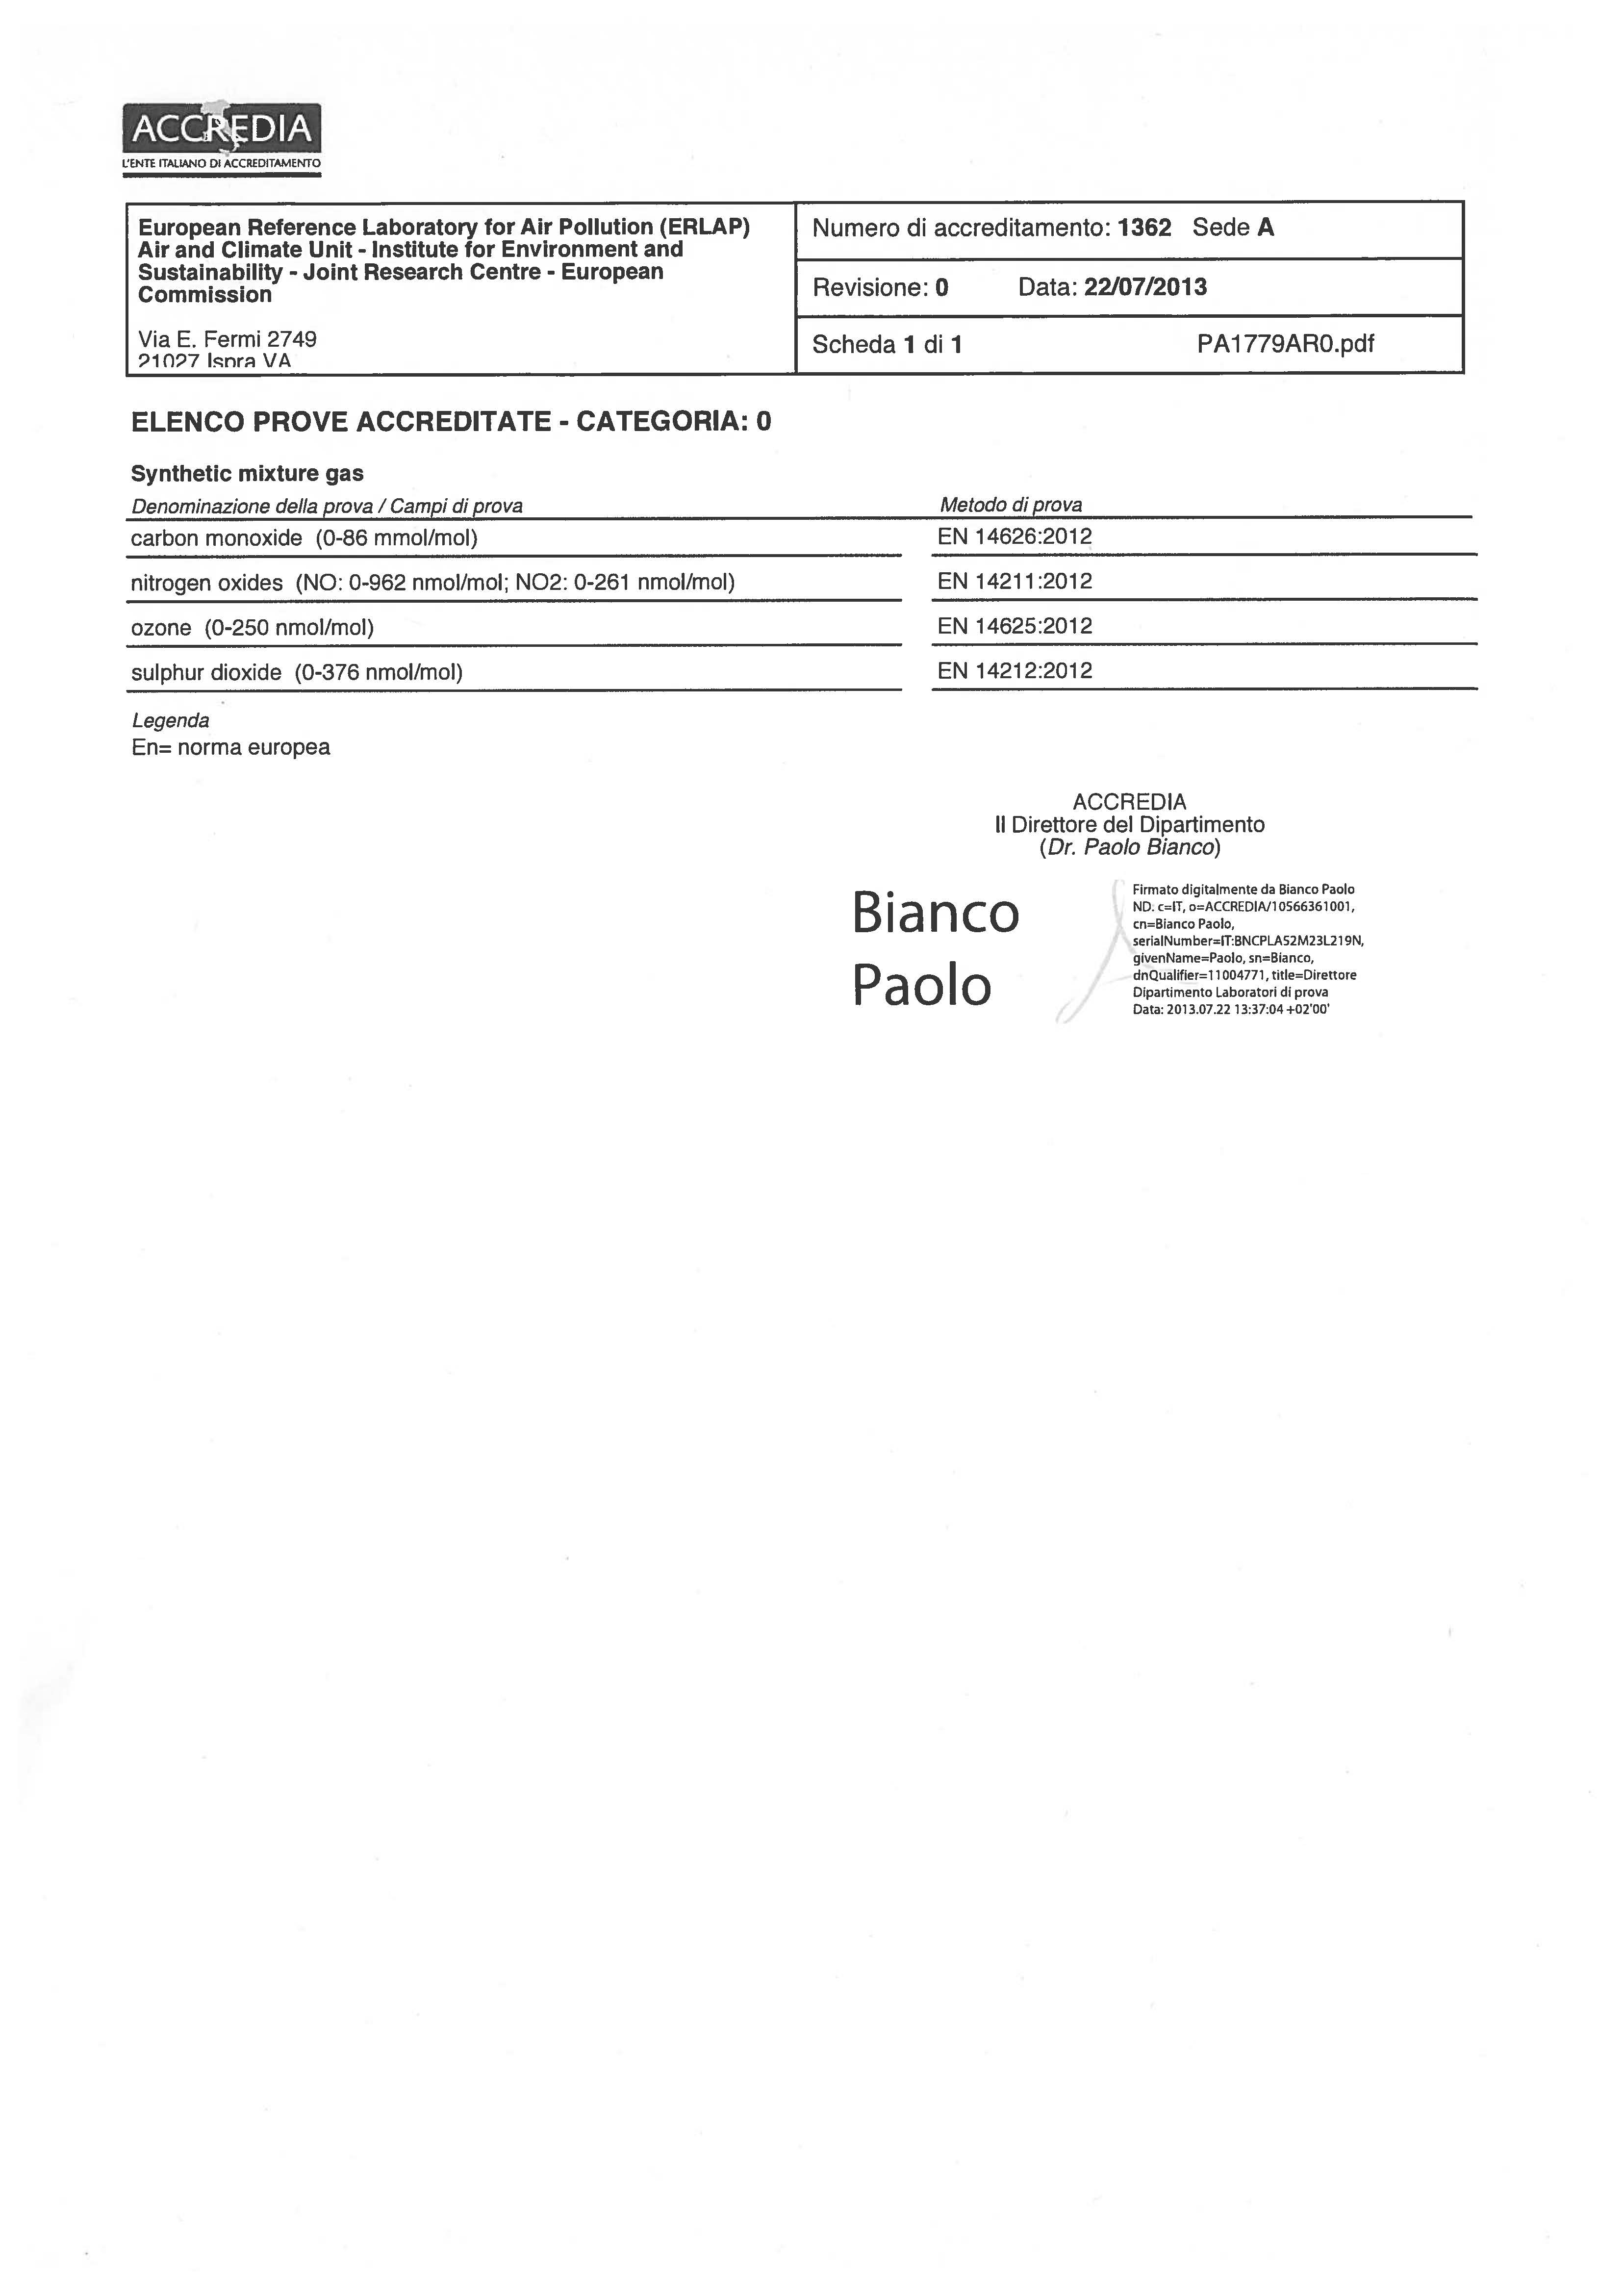 ACCREDIA
L'ENTE ITALIANO DI ACCREDITAMENTO
European Reference Laboratory for Air Pollution (ERLAP)
Air and Climate Unit - Institute for Environment and
Sustainability - Joint Research Centre - European
Commission
Via E. Fermi 2749
21027 Ispra VA
Numero di accreditamento: 1362 Sede A
Revisione: 0 Data: 22/07/2013
Scheda 1 di 1 PA1779AR0.pdf
ELENCO PROVE ACCREDITATE - CATEGORIA: 0
Synthetic mixture gas
Denominazione della prova / Campi di prova Metodo di prova
carbon monoxide (0-86 mmol/mol) EN 14626:2012
nitrogen oxides (NO: 0-962 nmol/mol; NO2: 0-261 nmol/mol) EN 14211:2012
ozone (0-250 nmol/mol) EN 14625:2012
sulphur dioxide (0-376 nmol/mol) EN 14212:2012
Legenda
En= norma europea
ACCREDIA
Il Direttore del Dipartimento
(Dr. Paolo Bianco)
Bianco
Paolo
Firmato digitalmente da Bianco Paolo
ND: c=IT, o=ACCREDIA/10566361001,
cn=Bianco Paolo,
serialNumber=IT:BNCPLA52M23L219N,
givenName=Paolo, sn=Bianco,
dnQualifier=11004771, title=Direttore
Dipartimento Laboratori di prova
Data: 2013.07.22 13:37:04 +02'00'